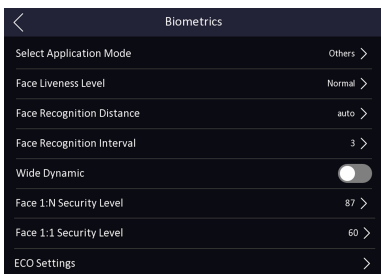 Biometrics
Select Application Mode Others
Face Liveness Level Normal
Face Recognition Distance auto
Face Recognition Interval 3
Wide Dynamic
Face 1:N Security Level 87
Face 1:1 Security Level 60
ECO Settings